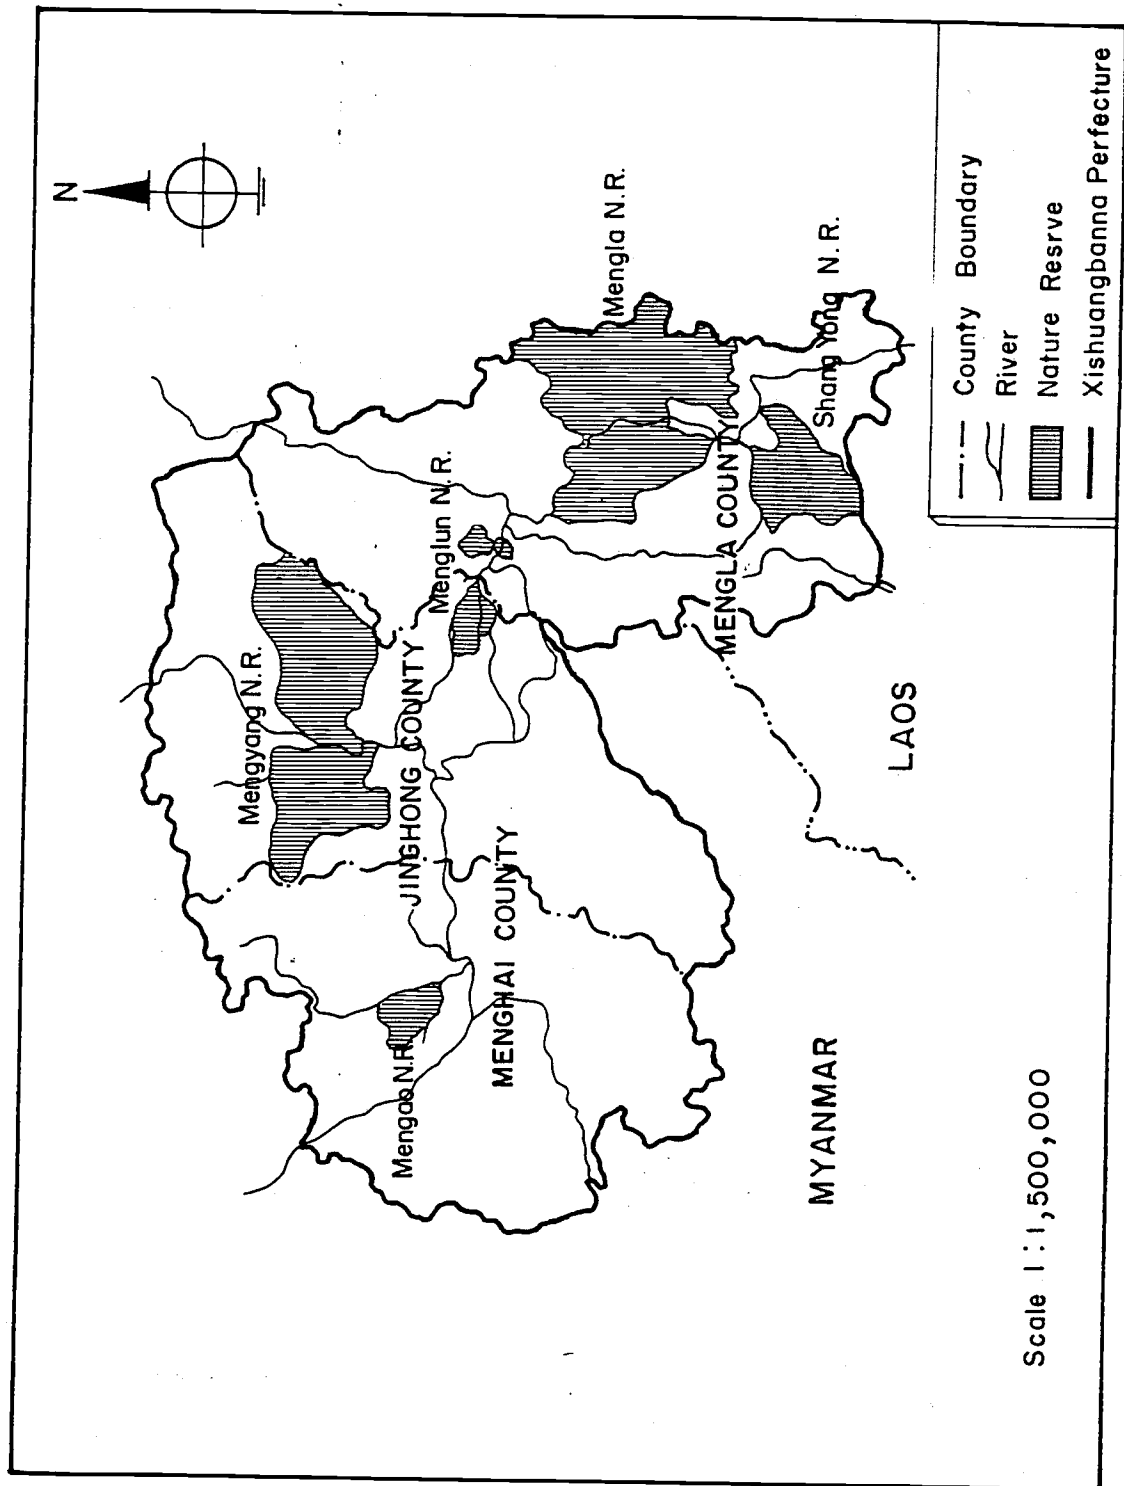 N
Mengla N.R.
Shang Yong N.R.
Menglun N.R.
Mengyang N.R.
Mengao N.R.
JINGHONG COUNTY
MENGHAI COUNTY
MENGLA COUNTY
LAOS
MYANMAR
Scale 1:1,500,000
County Boundary
River
Nature Resrve
Xishuangbanna Perfecture